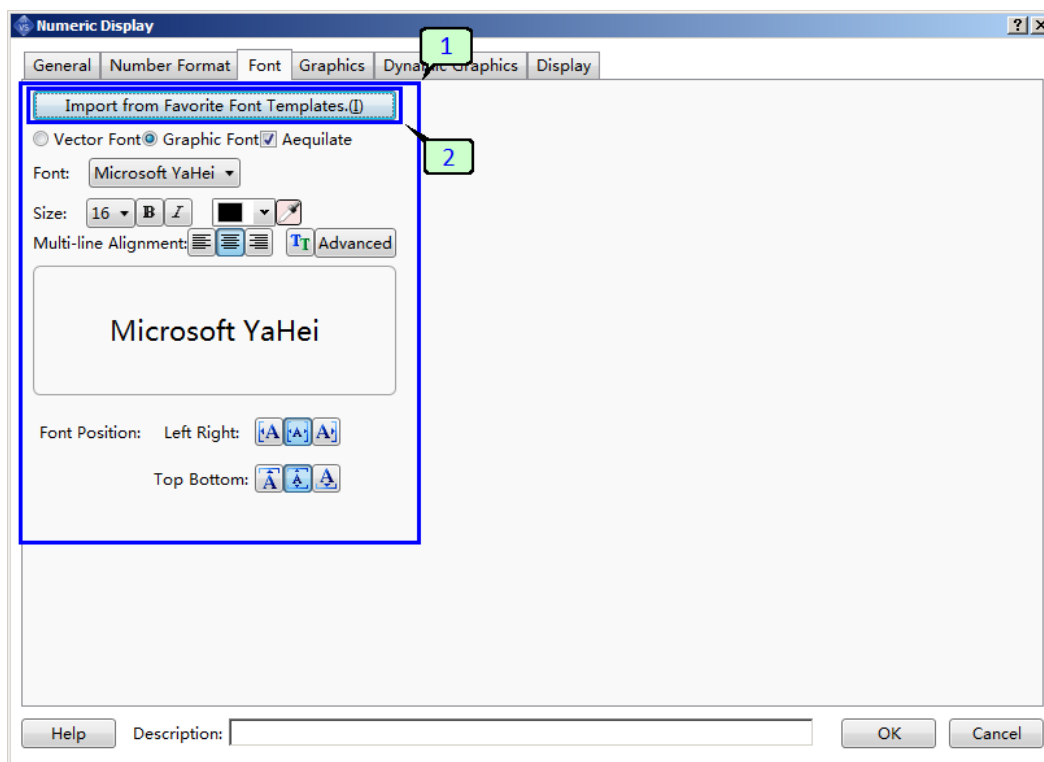 Numeric Display
1
General Number Format Font Graphics Dynamic Graphics Display
Import from Favorite Font Templates.(I)
Vector Font Graphic Font Aequilate
2
Font: Microsoft YaHei
Size: 16 B I
Multi-line Alignment: TT Advanced
Microsoft YaHei
Font Position: Left Right: A A A
Top Bottom: A A A
Help Description: OK Cancel